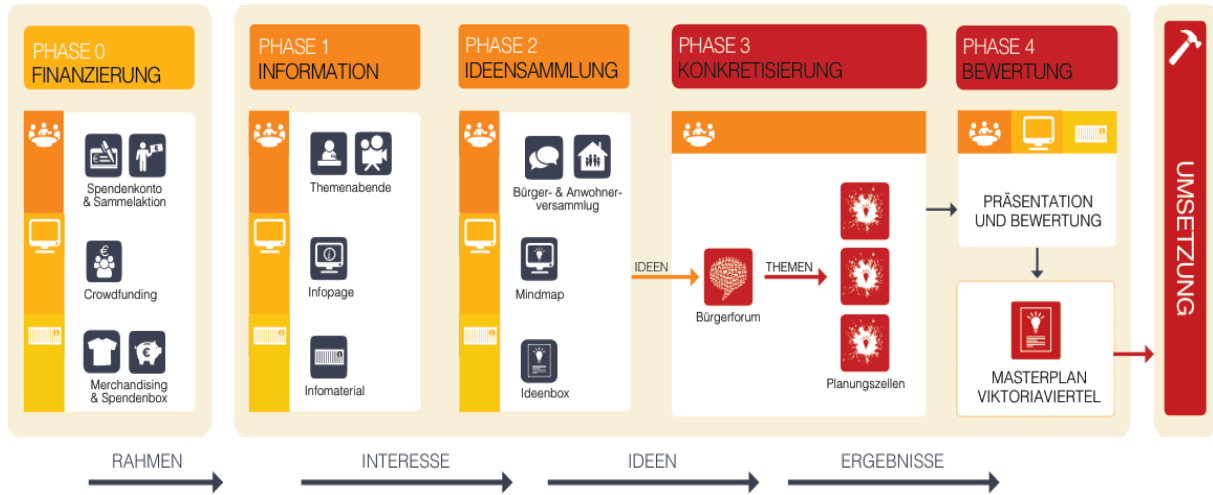 PHASE 0
FINANZIERUNG
Spendenkonto
& Sammelaktion
Crowdfunding
Merchandising
& Spendenbox
PHASE 1
INFORMATION
Themenabende
Infopage
Infomaterial
PHASE 2
IDEENSAMMLUNG
Bürger- & Anwohner-
versammlug
Mindmap
Ideenbox
IDEEN
PHASE 3
KONKRETISIERUNG
Bürgerforum
THEMEN
Planungszellen
PHASE 4
BEWERTUNG
PRÄSENTATION
UND BEWERTUNG
MASTERPLAN
VIKTORIAVIERTEL
UMSETZUNG
RAHMEN
INTERESSE
IDEEN
ERGEBNISSE